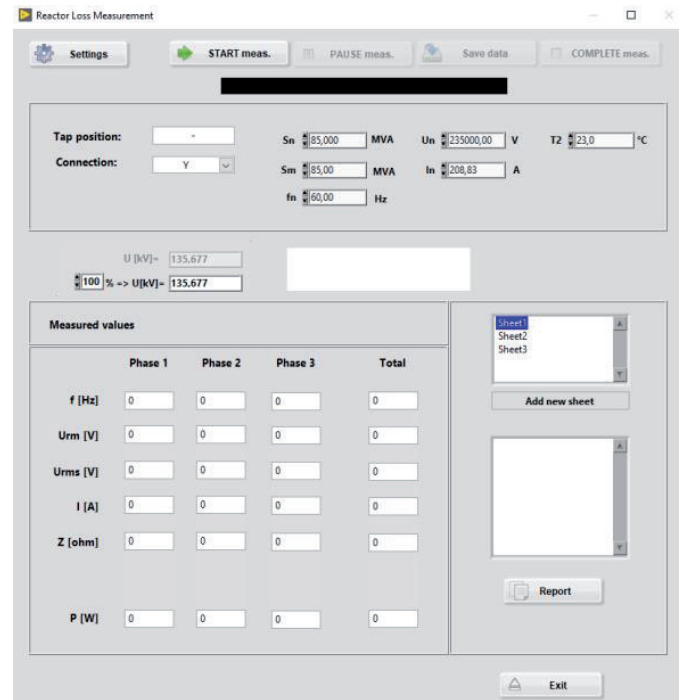 Reactor Loss Measurement
Settings START meas. PAUSE meas. Save data COMPLETE meas.
Tap position: - Sn 85,000 MVA Un 235000,00 V T2 23,0 °C
Connection: Y Sm 85,00 MVA In 208,83 A
fn 60,00 Hz
U [kV]= 135.677
100 % => U[kV]= 135.677
Measured values
Phase 1 Phase 2 Phase 3 Total
f [Hz] 0 0 0 0
Urm [V] 0 0 0 0
Urms [V] 0 0 0 0
I [A] 0 0 0 0
Z [ohm] 0 0 0 0
P [W] 0 0 0 0
Sheet1
Sheet2
Sheet3
Add new sheet
Report
Exit